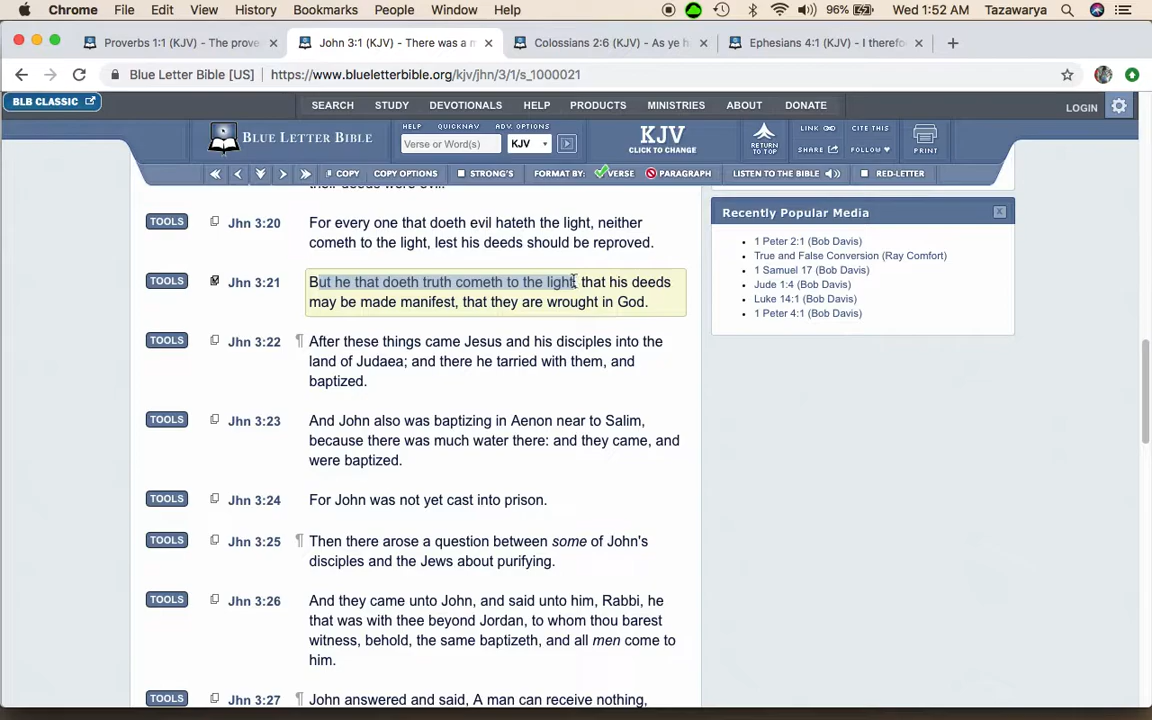 Chrome File Edit View History Bookmarks People Window Help 96% Wed 1:52 AM Tazawarya
Proverbs 1:1 (KJV) - The prove × John 3:1 (KJV) - There was a m × Colossians 2:6 (KJV) - As ye h × Ephesians 4:1 (KJV) - I therefo × +
Blue Letter Bible [US] https://www.blueletterbible.org/kjv/jhn/3/1/s_1000021
BLB CLASSIC
SEARCH STUDY DEVOTIONALS HELP PRODUCTS MINISTRIES ABOUT DONATE LOGIN
BLUE LETTER BIBLE
HELP QUICKNAV ADV. OPTIONS
Verse or Word(s) KJV
KJV
CLICK TO CHANGE
RETURN
TO TOP
LINK CITE THIS
SHARE FOLLOW
PRINT
COPY COPY OPTIONS STRONG'S FORMAT BY: VERSE PARAGRAPH LISTEN TO THE BIBLE RED-LETTER
their deeds were evil.
TOOLS Jhn 3:20 For every one that doeth evil hateth the light, neither
cometh to the light, lest his deeds should be reproved.
TOOLS Jhn 3:21 But he that doeth truth cometh to the light, that his deeds
may be made manifest, that they are wrought in God.
TOOLS Jhn 3:22 ¶ After these things came Jesus and his disciples into the
land of Judaea; and there he tarried with them, and
baptized.
TOOLS Jhn 3:23 And John also was baptizing in Aenon near to Salim,
because there was much water there: and they came, and
were baptized.
TOOLS Jhn 3:24 For John was not yet cast into prison.
TOOLS Jhn 3:25 ¶ Then there arose a question between some of John's
disciples and the Jews about purifying.
TOOLS Jhn 3:26 And they came unto John, and said unto him, Rabbi, he
that was with thee beyond Jordan, to whom thou barest
witness, behold, the same baptizeth, and all men come to
him.
TOOLS Jhn 3:27 ¶ John answered and said, A man can receive nothing,
Recently Popular Media
1 Peter 2:1 (Bob Davis)
True and False Conversion (Ray Comfort)
1 Samuel 17 (Bob Davis)
Jude 1:4 (Bob Davis)
Luke 14:1 (Bob Davis)
1 Peter 4:1 (Bob Davis)